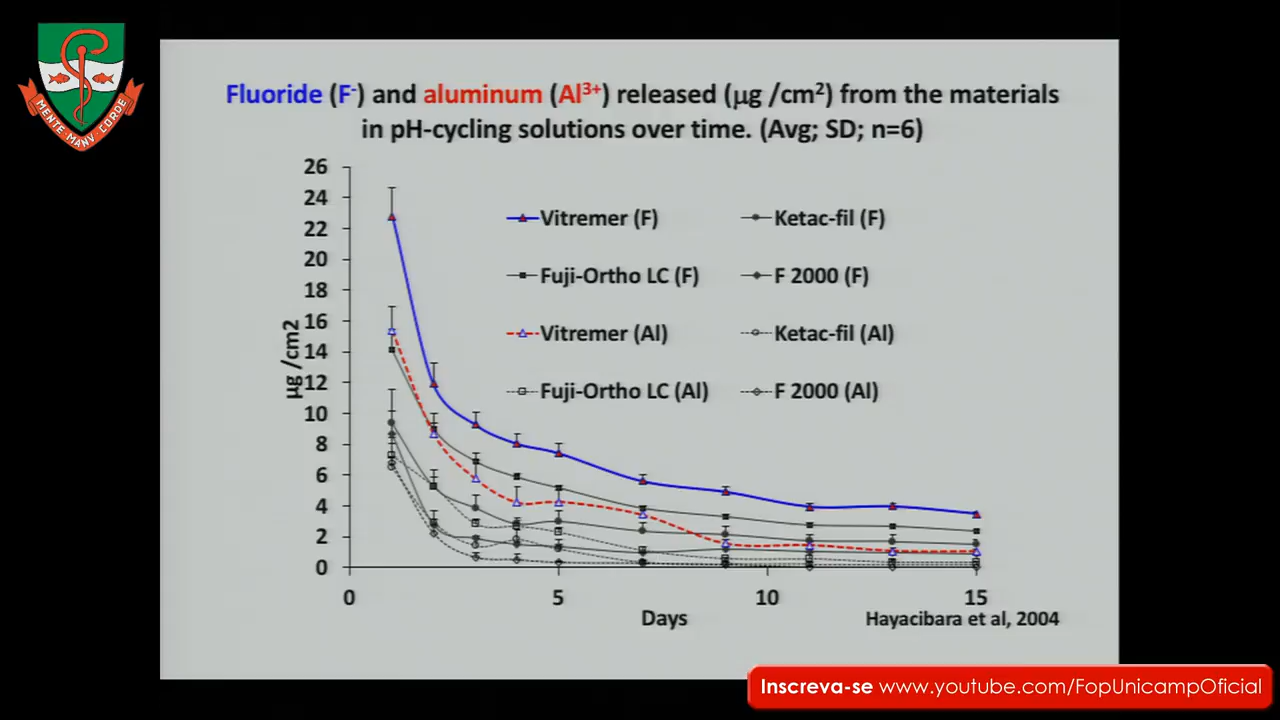 Fluoride (F-) and aluminum (Al3+) released (µg /cm2) from the materials
in pH-cycling solutions over time. (Avg; SD; n=6)
26
24
22
20
18
16
14
12
10
8
6
4
2
0
µg /cm2
Vitremer (F)
Ketac-fil (F)
Fuji-Ortho LC (F)
F 2000 (F)
Vitremer (Al)
Ketac-fil (Al)
Fuji-Ortho LC (Al)
F 2000 (Al)
0 5 10 15
Days
Hayacibara et al, 2004
MENTE MANV CORDE
Inscreva-se www.youtube.com/FopUnicampOficial